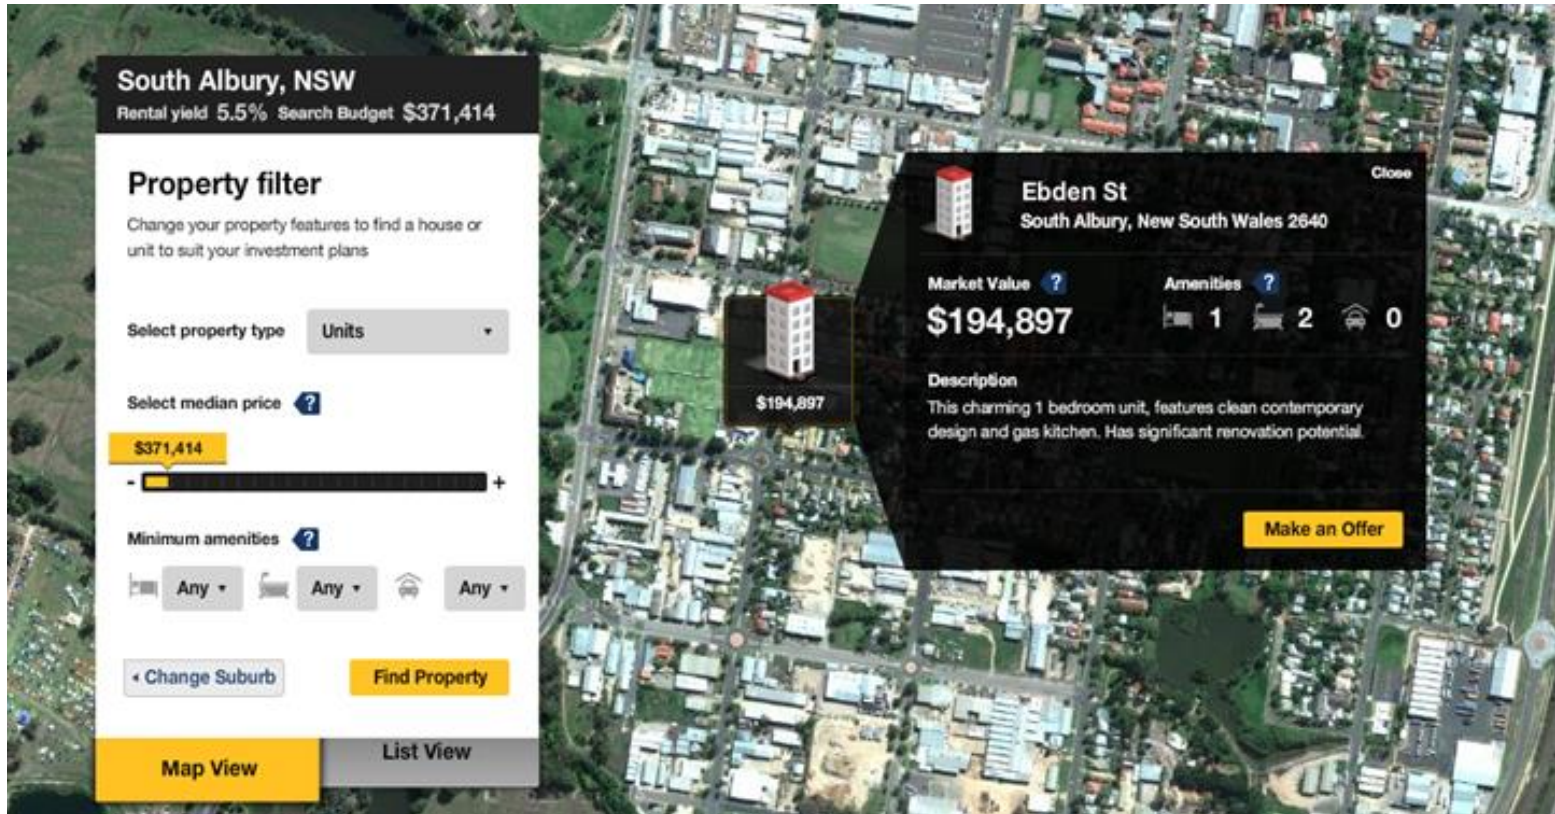 South Albury, NSW
Rental yield 5.5% Search Budget $371,414
Property filter
Change your property features to find a house or
unit to suit your investment plans
Select property type Units
Select median price ?
$371,414
- +
Minimum amenities ?
Any Any Any
Change Suburb Find Property
Map View List View
$194,897
Close
Ebden St
South Albury, New South Wales 2640
Market Value ? Amenities ?
$194,897 1 2 0
Description
This charming 1 bedroom unit, features clean contemporary
design and gas kitchen. Has significant renovation potential.
Make an Offer